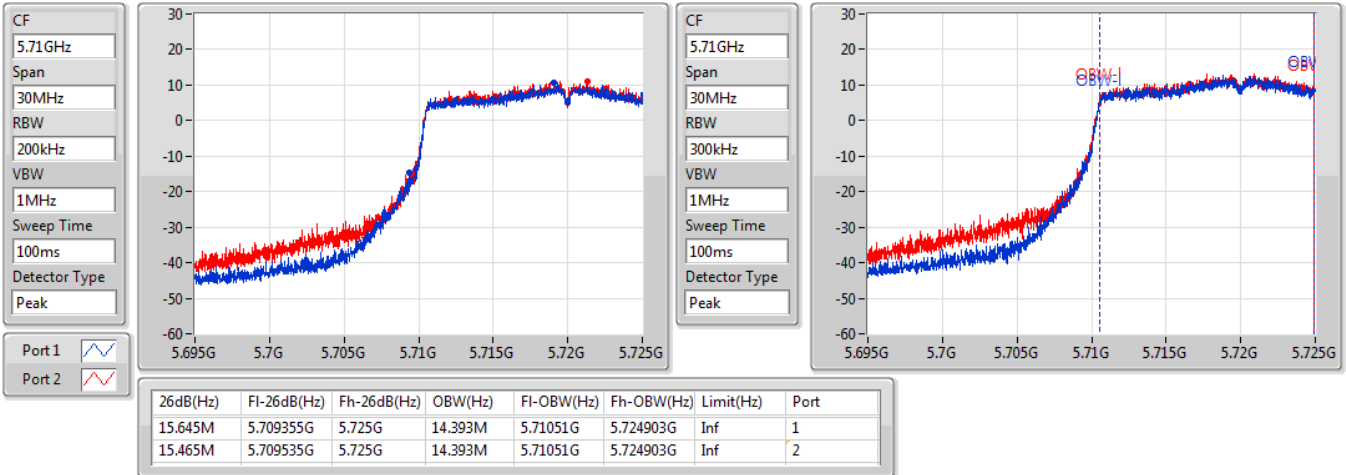 CF
5.71GHz
Span
30MHz
RBW
200kHz
VBW
1MHz
Sweep Time
100ms
Detector Type
Peak
30
20
10
0
-10
-20
-30
-40
-50
-60
5.695G 5.7G 5.705G 5.71G 5.715G 5.72G 5.725G
CF
5.71GHz
Span
30MHz
RBW
300kHz
VBW
1MHz
Sweep Time
100ms
Detector Type
Peak
30
20
10
0
-10
-20
-30
-40
-50
-60
OBW-l
OBW
5.695G 5.7G 5.705G 5.71G 5.715G 5.72G 5.725G
Port 1
Port 2
26dB(Hz) Fl-26dB(Hz) Fh-26dB(Hz) OBW(Hz) Fl-OBW(Hz) Fh-OBW(Hz) Limit(Hz) Port
15.645M 5.709355G 5.725G 14.393M 5.71051G 5.724903G Inf 1
15.465M 5.709535G 5.725G 14.393M 5.71051G 5.724903G Inf 2